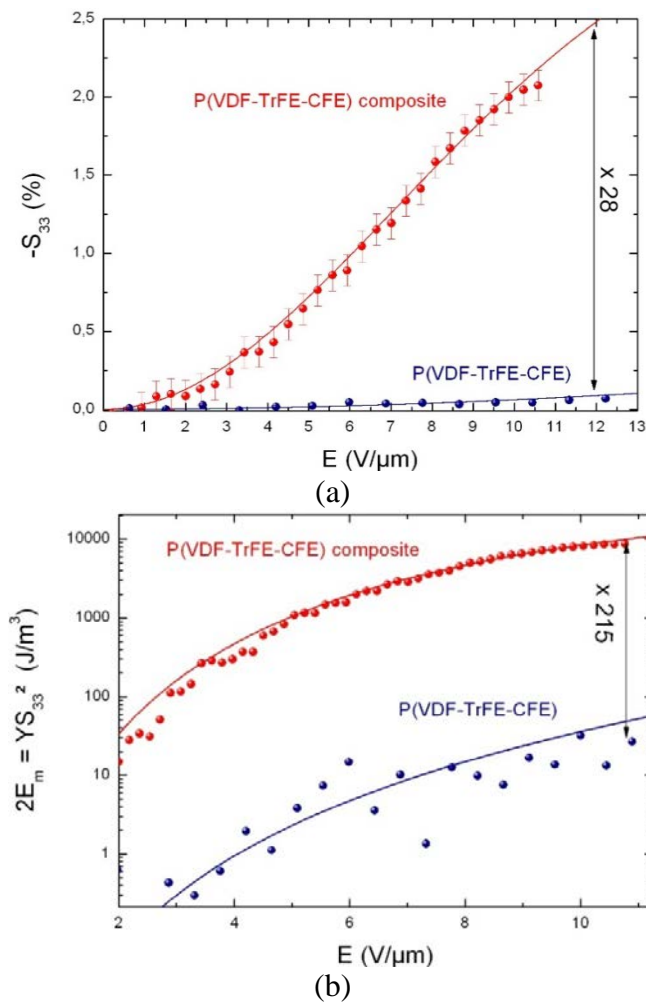 2,5
2,0
1,5
1,0
0,5
0,0
-S₃₃ (%)
P(VDF-TrFE-CFE) composite
x 28
P(VDF-TrFE-CFE)
0 1 2 3 4 5 6 7 8 9 10 11 12 13
E (V/µm)
(a)
10000
1000
100
10
1
2Eₘ = YS₃₃² (J/m³)
P(VDF-TrFE-CFE) composite
x 215
P(VDF-TrFE-CFE)
2 4 6 8 10
E (V/µm)
(b)